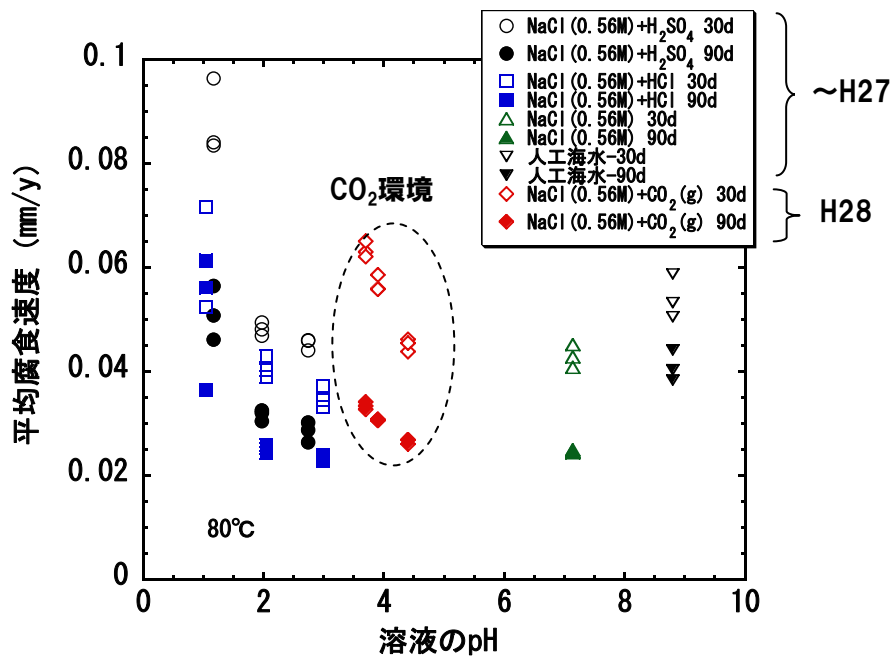 NaCl(0.56M)+H₂SO₄ 30d
NaCl(0.56M)+H₂SO₄ 90d
NaCl(0.56M)+HCl 30d
NaCl(0.56M)+HCl 90d
NaCl(0.56M) 30d
NaCl(0.56M) 90d
人工海水-30d
人工海水-90d
NaCl(0.56M)+CO₂(g) 30d
NaCl(0.56M)+CO₂(g) 90d
～H27
H28
CO₂環境
80℃
平均腐食速度 (mm/y)
0.1
0.08
0.06
0.04
0.02
0
0 2 4 6 8 10
溶液のpH